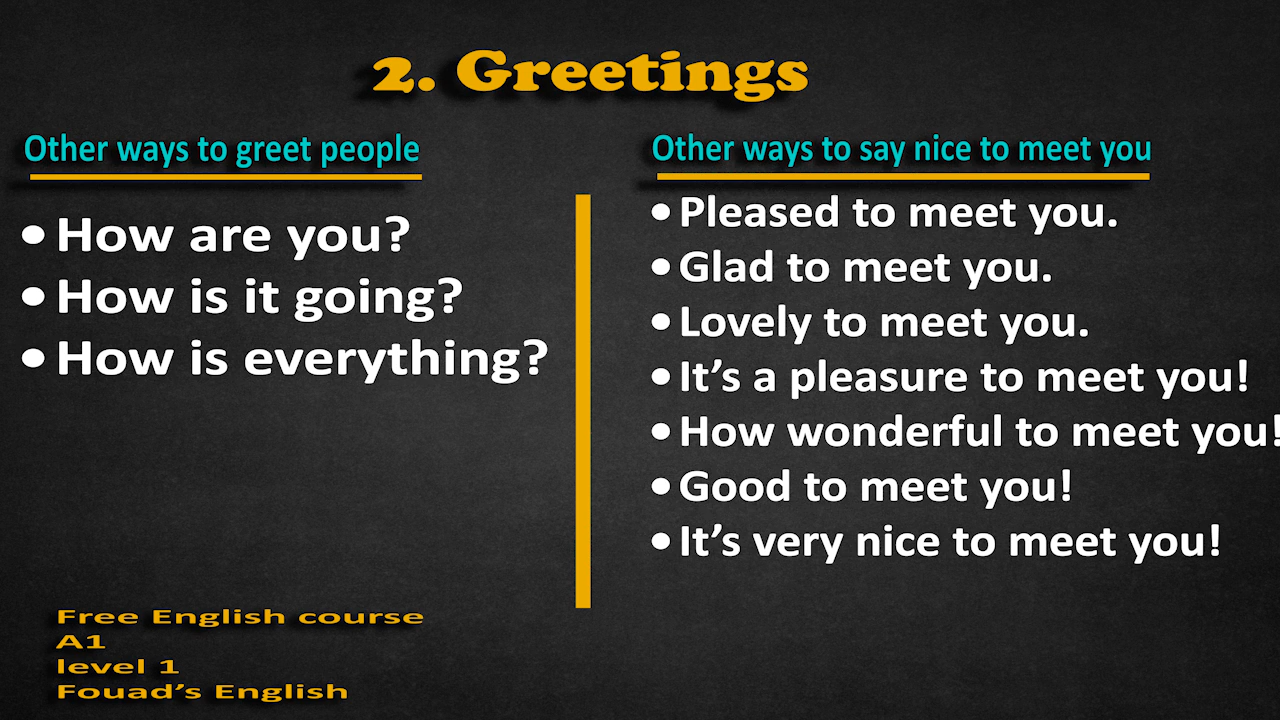 2. Greetings
Other ways to greet people
•How are you?
•How is it going?
•How is everything?
Other ways to say nice to meet you
•Pleased to meet you.
•Glad to meet you.
•Lovely to meet you.
•It’s a pleasure to meet you!
•How wonderful to meet you!
•Good to meet you!
•It’s very nice to meet you!
Free English course
A1
level 1
Fouad’s English